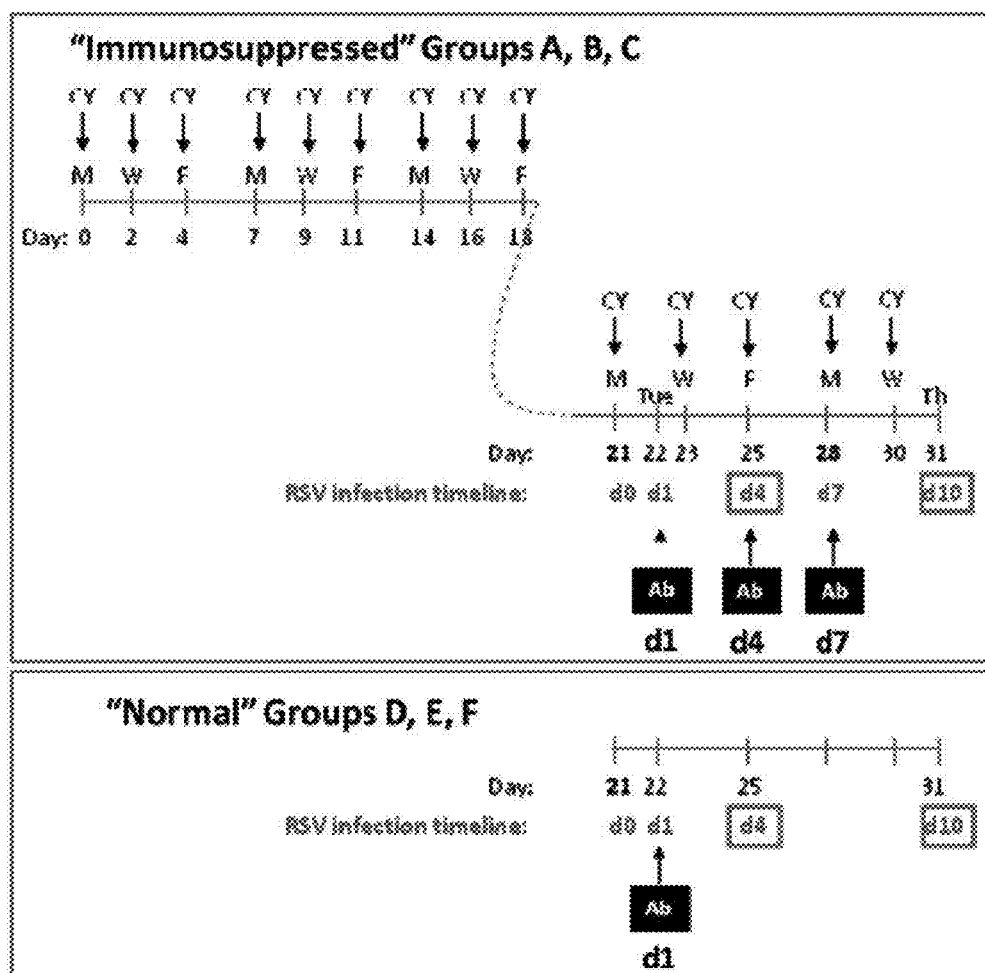 "Immunosuppressed" Groups A, B, C
CY CY CY CY CY CY CY CY CY
M W F M W F M W F
Day: 0 2 4 7 9 11 14 16 18
CY CY CY CY CY
M W F M W
Tue Th
Day: 21 22 23 25 28 30 31
RSV infection timeline: d0 d1 d4 d7 d10
Ab Ab Ab
d1 d4 d7
"Normal" Groups D, E, F
Day: 21 22 25 31
RSV infection timeline: d0 d1 d4 d10
Ab
d1